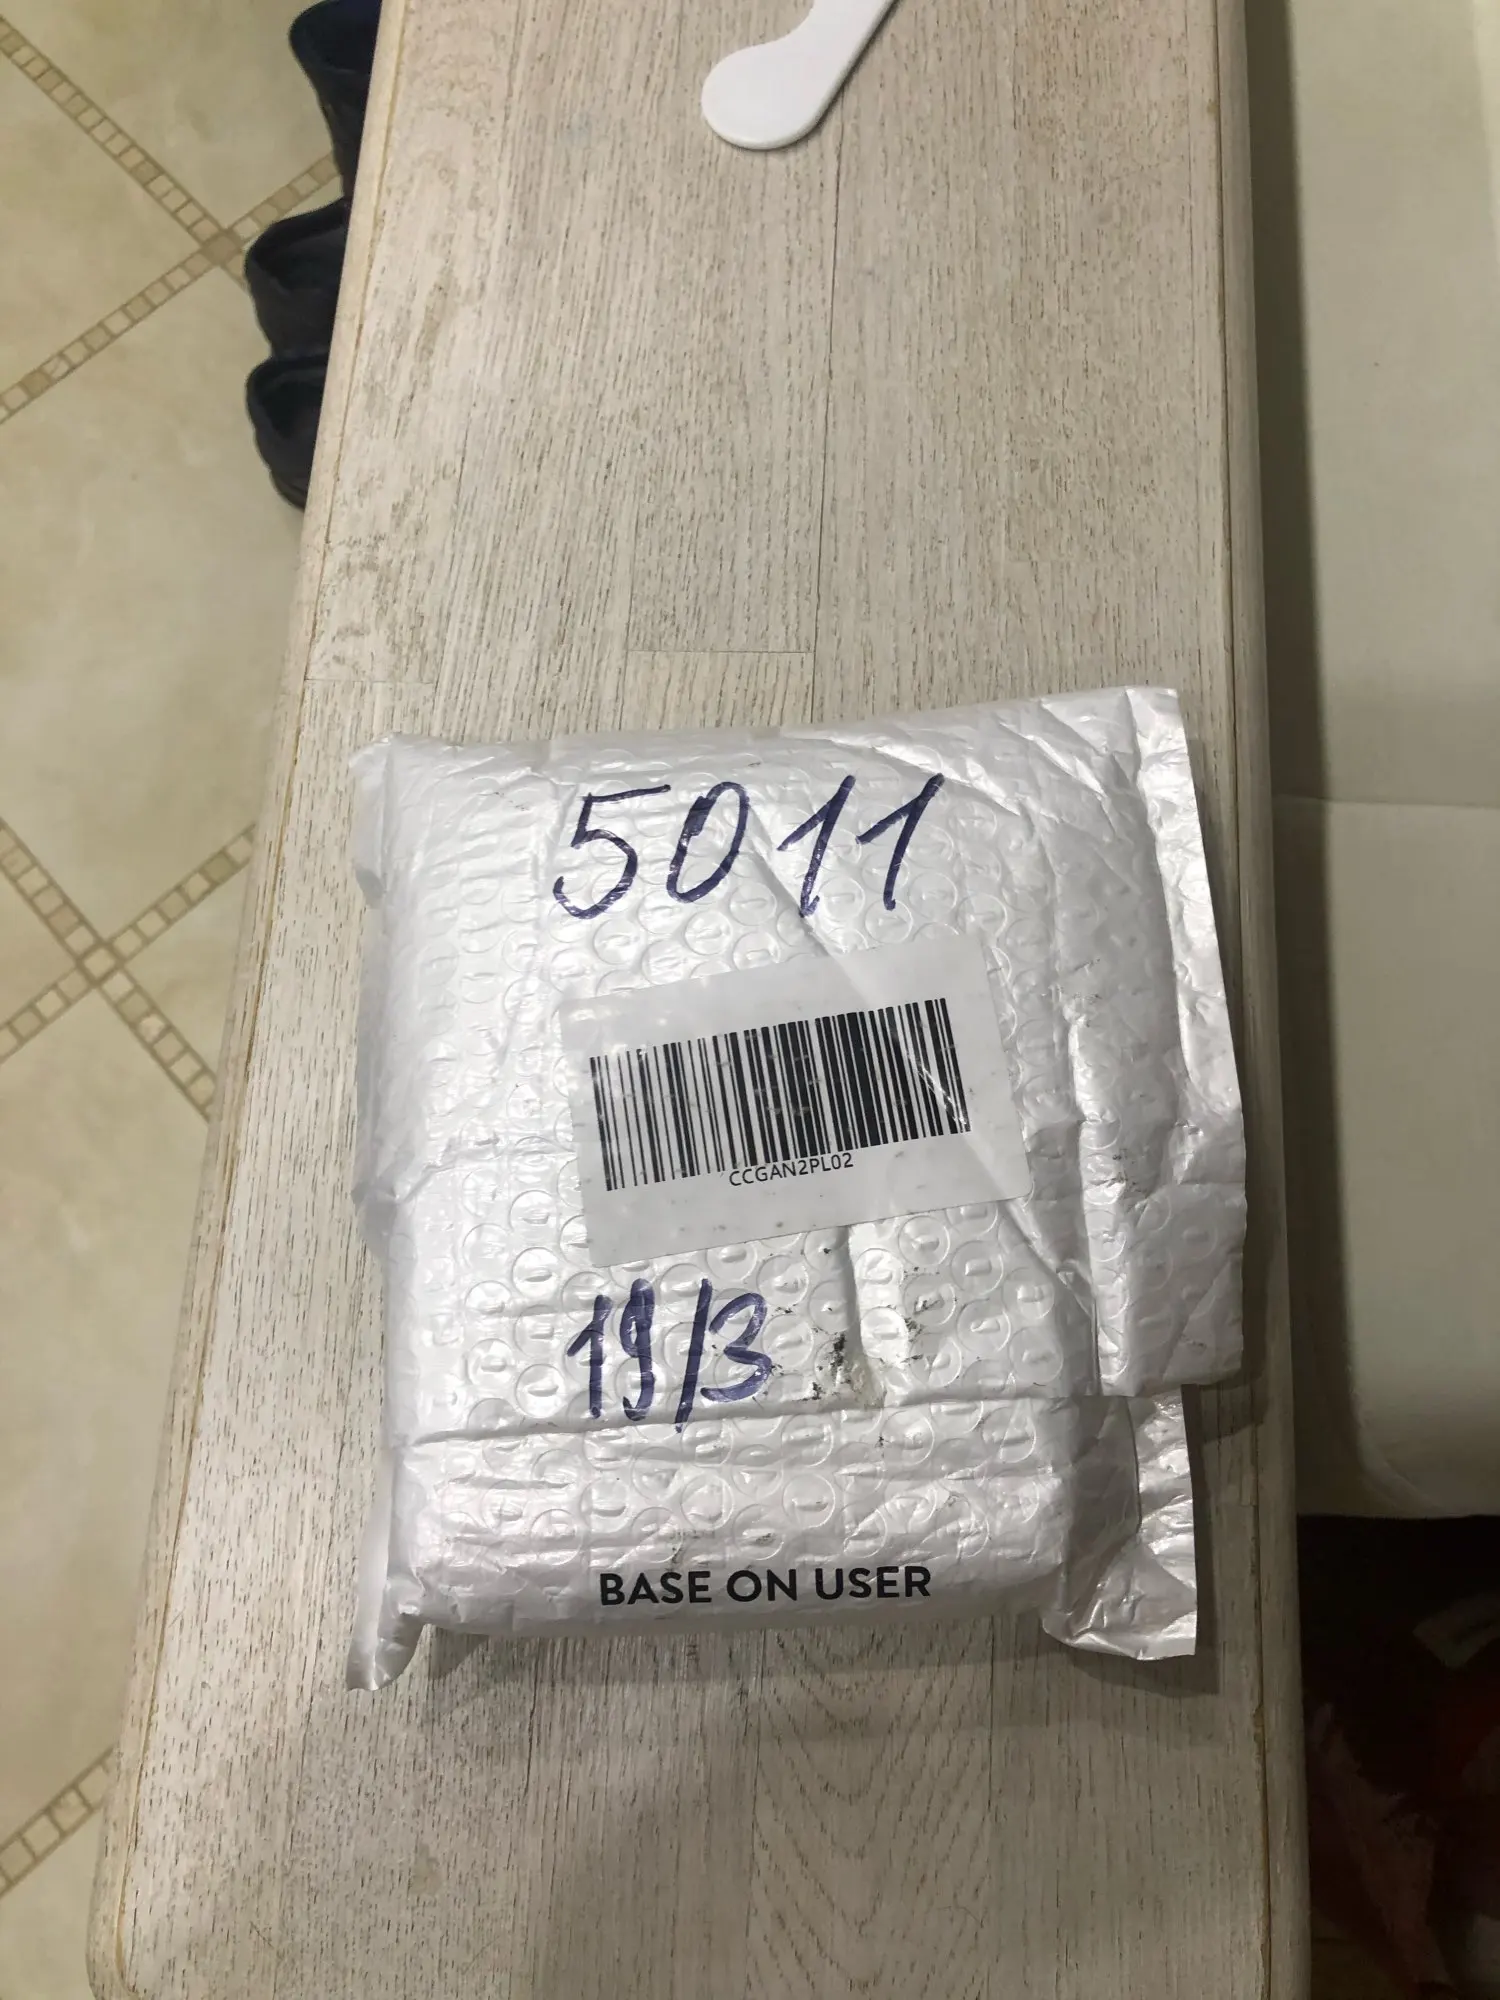 5011
CCGAN2PL02
19/3
BASE ON USER